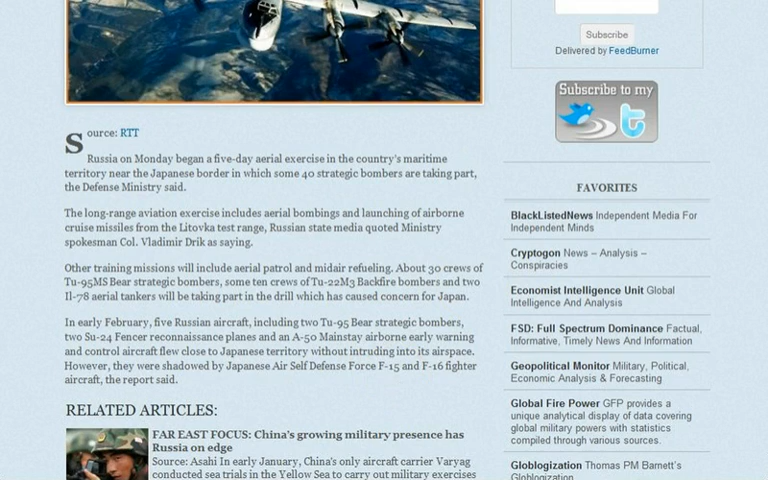 Subscribe
Delivered by FeedBurner
Subscribe to my
t
Source: RTT
Russia on Monday began a five-day aerial exercise in the country's maritime
territory near the Japanese border in which some 40 strategic bombers are taking part,
the Defense Ministry said.
The long-range aviation exercise includes aerial bombings and launching of airborne
cruise missiles from the Litovka test range, Russian state media quoted Ministry
spokesman Col. Vladimir Drik as saying.
Other training missions will include aerial patrol and midair refueling. About 30 crews of
Tu-95MS Bear strategic bombers, some ten crews of Tu-22M3 Backfire bombers and two
Il-78 aerial tankers will be taking part in the drill which has caused concern for Japan.
In early February, five Russian aircraft, including two Tu-95 Bear strategic bombers,
two Su-24 Fencer reconnaissance planes and an A-50 Mainstay airborne early warning
and control aircraft flew close to Japanese territory without intruding into its airspace.
However, they were shadowed by Japanese Air Self Defense Force F-15 and F-16 fighter
aircraft, the report said.
RELATED ARTICLES:
FAR EAST FOCUS: China's growing military presence has
Russia on edge
Source: Asahi In early January, China's only aircraft carrier Varyag
conducted sea trials in the Yellow Sea to carry out military exercises
FAVORITES
BlackListedNews Independent Media For
Independent Minds
Cryptogon News – Analysis –
Conspiracies
Economist Intelligence Unit Global
Intelligence And Analysis
FSD: Full Spectrum Dominance Factual,
Informative, Timely News And Information
Geopolitical Monitor Military, Political,
Economic Analysis & Forecasting
Global Fire Power GFP provides a
unique analytical display of data covering
global military powers with statistics
compiled through various sources.
Globlogization Thomas PM Barnett's
Globlogization